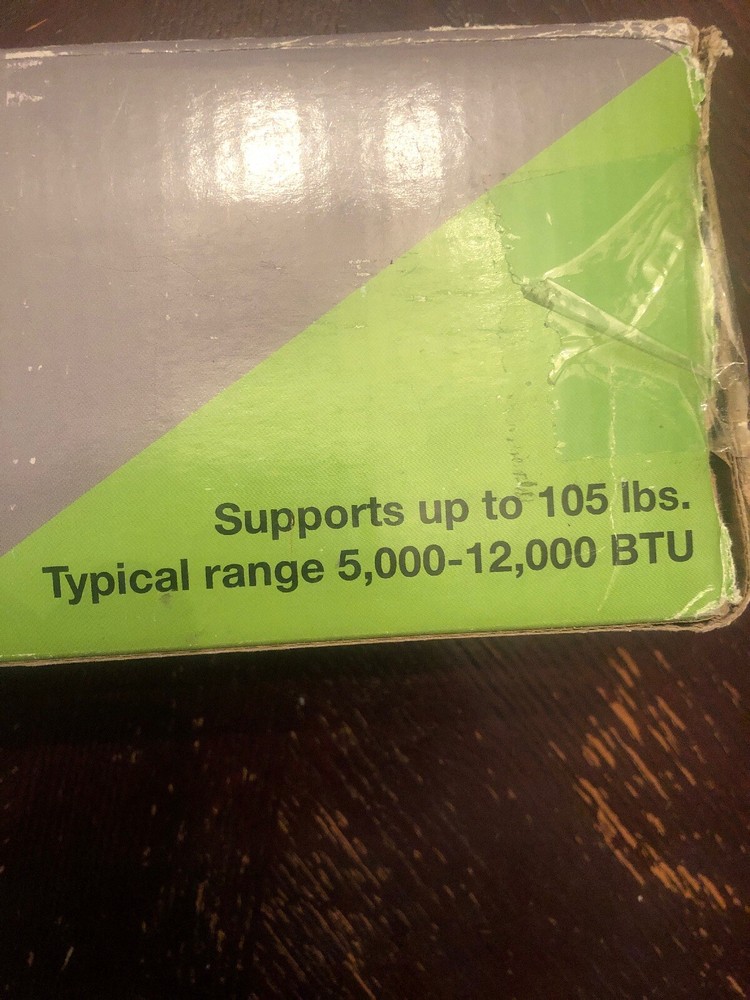 Supports up to 105 lbs.
Typical range 5,000-12,000 BTU